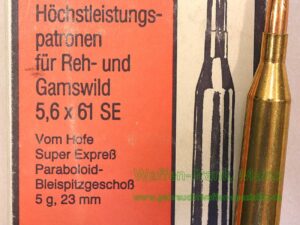 Höchstleistungs-
patronen
für Reh- und
Gamswild
5,6 x 61 SE
Vom Hofe
Super Expreß
Paraboloid-
Bleispitzgeschoß
5 g, 23 mm